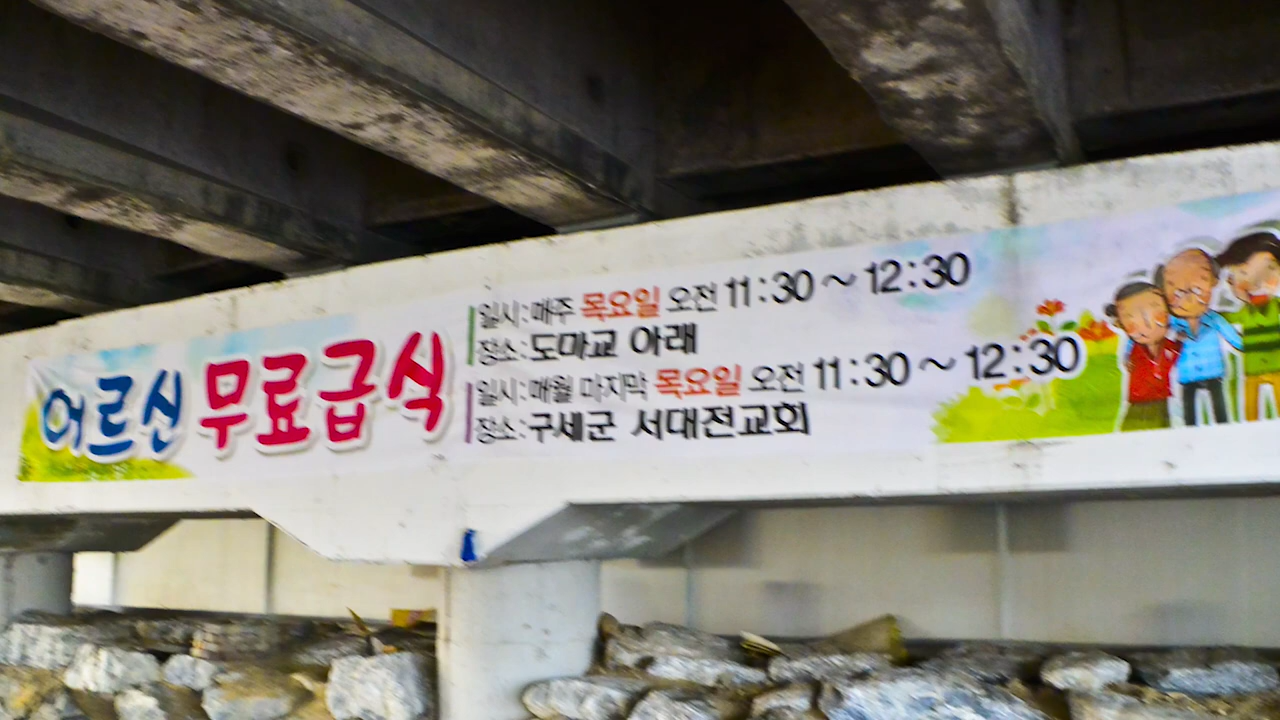 어르신 무료급식
일시:매주 목요일 오전 11:30~12:30
장소:도마교 아래
일시:매월 마지막 목요일 오전 11:30~12:30
장소:구세군 서대전교회